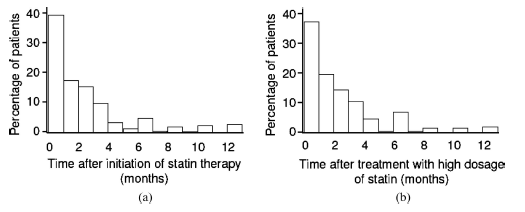 Percentage of patients
40
30
20
10
0
0 2 4 6 8 10 12
Time after initiation of statin therapy
(months)
(a)
Percentage of patients
40
30
20
10
0
0 2 4 6 8 10 12
Time after treatment with high dosage
of statin (months)
(b)